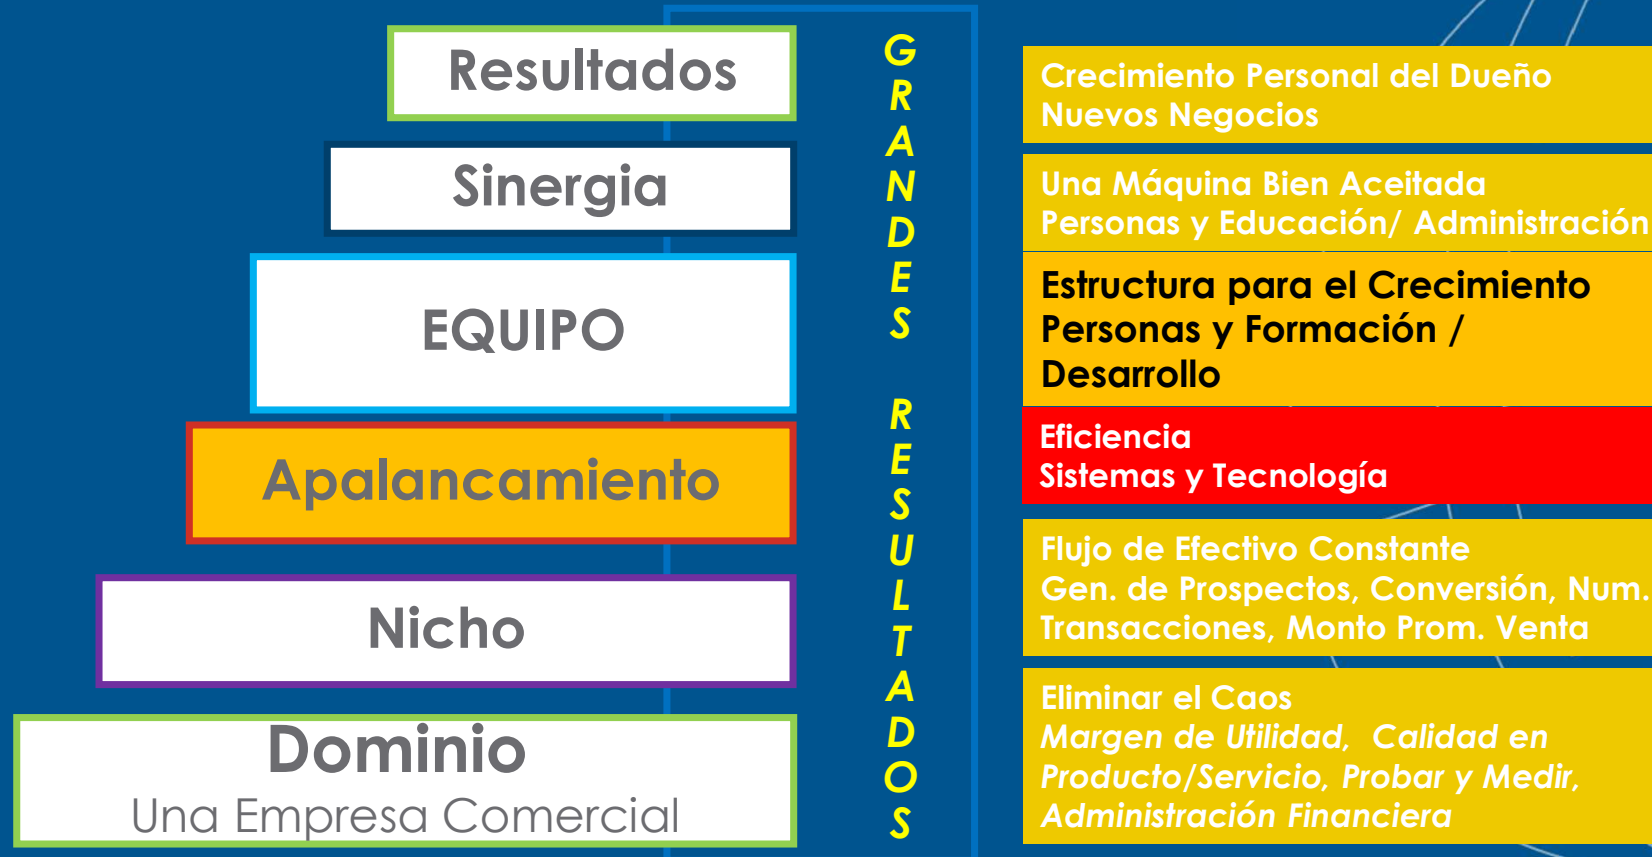 Resultados
Sinergia
EQUIPO
Apalancamiento
Nicho
Dominio
Una Empresa Comercial
GRANDES RESULTADOS
Crecimiento Personal del Dueño
Nuevos Negocios
Una Máquina Bien Aceitada
Personas y Educación/ Administración
Estructura para el Crecimiento
Personas y Formación /
Desarrollo
Eficiencia
Sistemas y Tecnología
Flujo de Efectivo Constante
Gen. de Prospectos, Conversión, Num.
Transacciones, Monto Prom. Venta
Eliminar el Caos
Margen de Utilidad, Calidad en
Producto/Servicio, Probar y Medir,
Administración Financiera